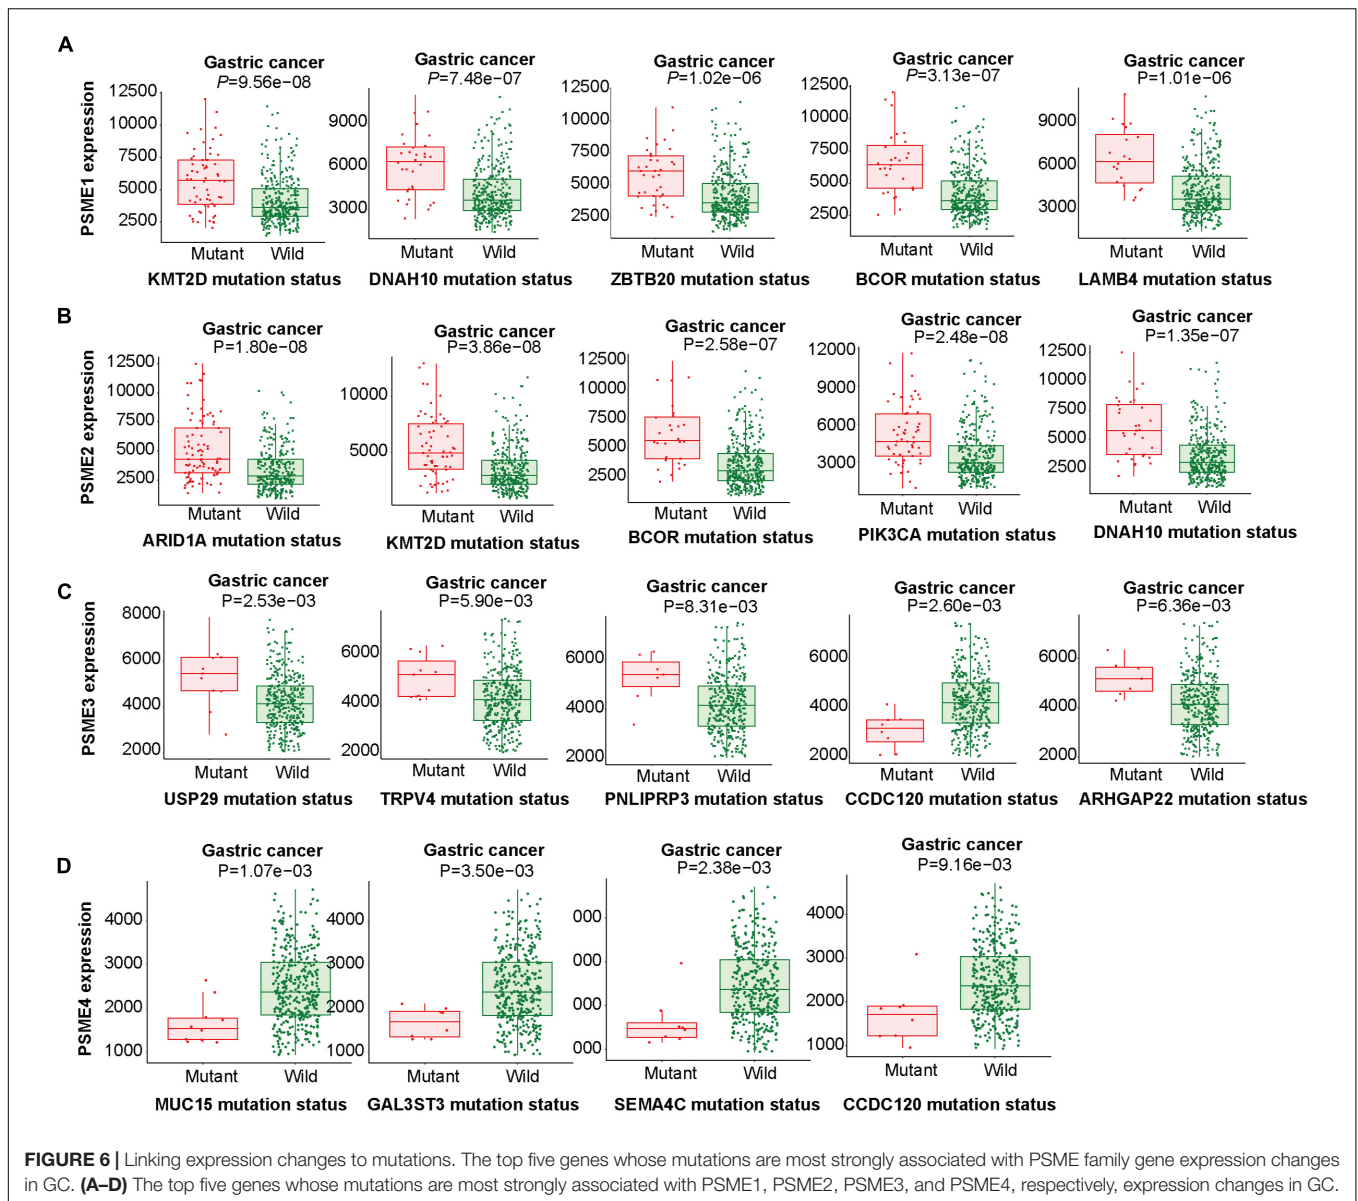 A
Gastric cancer
P=9.56e−08
Gastric cancer
P=7.48e−07
Gastric cancer
P=1.02e−06
Gastric cancer
P=3.13e−07
Gastric cancer
P=1.01e−06
PSME1 expression
12500
10000
7500
5000
2500
9000
6000
3000
12500
10000
7500
5000
2500
12500
10000
7500
5000
2500
9000
6000
3000
Mutant Wild
Mutant Wild
Mutant Wild
Mutant Wild
Mutant Wild
KMT2D mutation status
DNAH10 mutation status
ZBTB20 mutation status
BCOR mutation status
LAMB4 mutation status
B
Gastric cancer
P=1.80e−08
Gastric cancer
P=3.86e−08
Gastric cancer
P=2.58e−07
Gastric cancer
P=2.48e−08
Gastric cancer
P=1.35e−07
PSME2 expression
12500
10000
7500
5000
2500
10000
5000
12500
10000
7500
5000
2500
12000
9000
6000
3000
12500
10000
7500
5000
2500
Mutant Wild
Mutant Wild
Mutant Wild
Mutant Wild
Mutant Wild
ARID1A mutation status
KMT2D mutation status
BCOR mutation status
PIK3CA mutation status
DNAH10 mutation status
C
Gastric cancer
P=2.53e−03
Gastric cancer
P=5.90e−03
Gastric cancer
P=8.31e−03
Gastric cancer
P=2.60e−03
Gastric cancer
P=6.36e−03
PSME3 expression
8000
6000
4000
2000
6000
4000
2000
6000
4000
2000
6000
4000
2000
6000
4000
2000
Mutant Wild
Mutant Wild
Mutant Wild
Mutant Wild
Mutant Wild
USP29 mutation status
TRPV4 mutation status
PNLIPRP3 mutation status
CCDC120 mutation status
ARHGAP22 mutation status
D
Gastric cancer
P=1.07e−03
Gastric cancer
P=3.50e−03
Gastric cancer
P=2.38e−03
Gastric cancer
P=9.16e−03
PSME4 expression
4000
3000
2000
1000
4000
3000
2000
1000
000
000
000
000
4000
3000
2000
1000
Mutant Wild
Mutant Wild
Mutant Wild
Mutant Wild
MUC15 mutation status
GAL3ST3 mutation status
SEMA4C mutation status
CCDC120 mutation status
FIGURE 6 | Linking expression changes to mutations. The top five genes whose mutations are most strongly associated with PSME family gene expression changes
in GC. (A–D) The top five genes whose mutations are most strongly associated with PSME1, PSME2, PSME3, and PSME4, respectively, expression changes in GC.